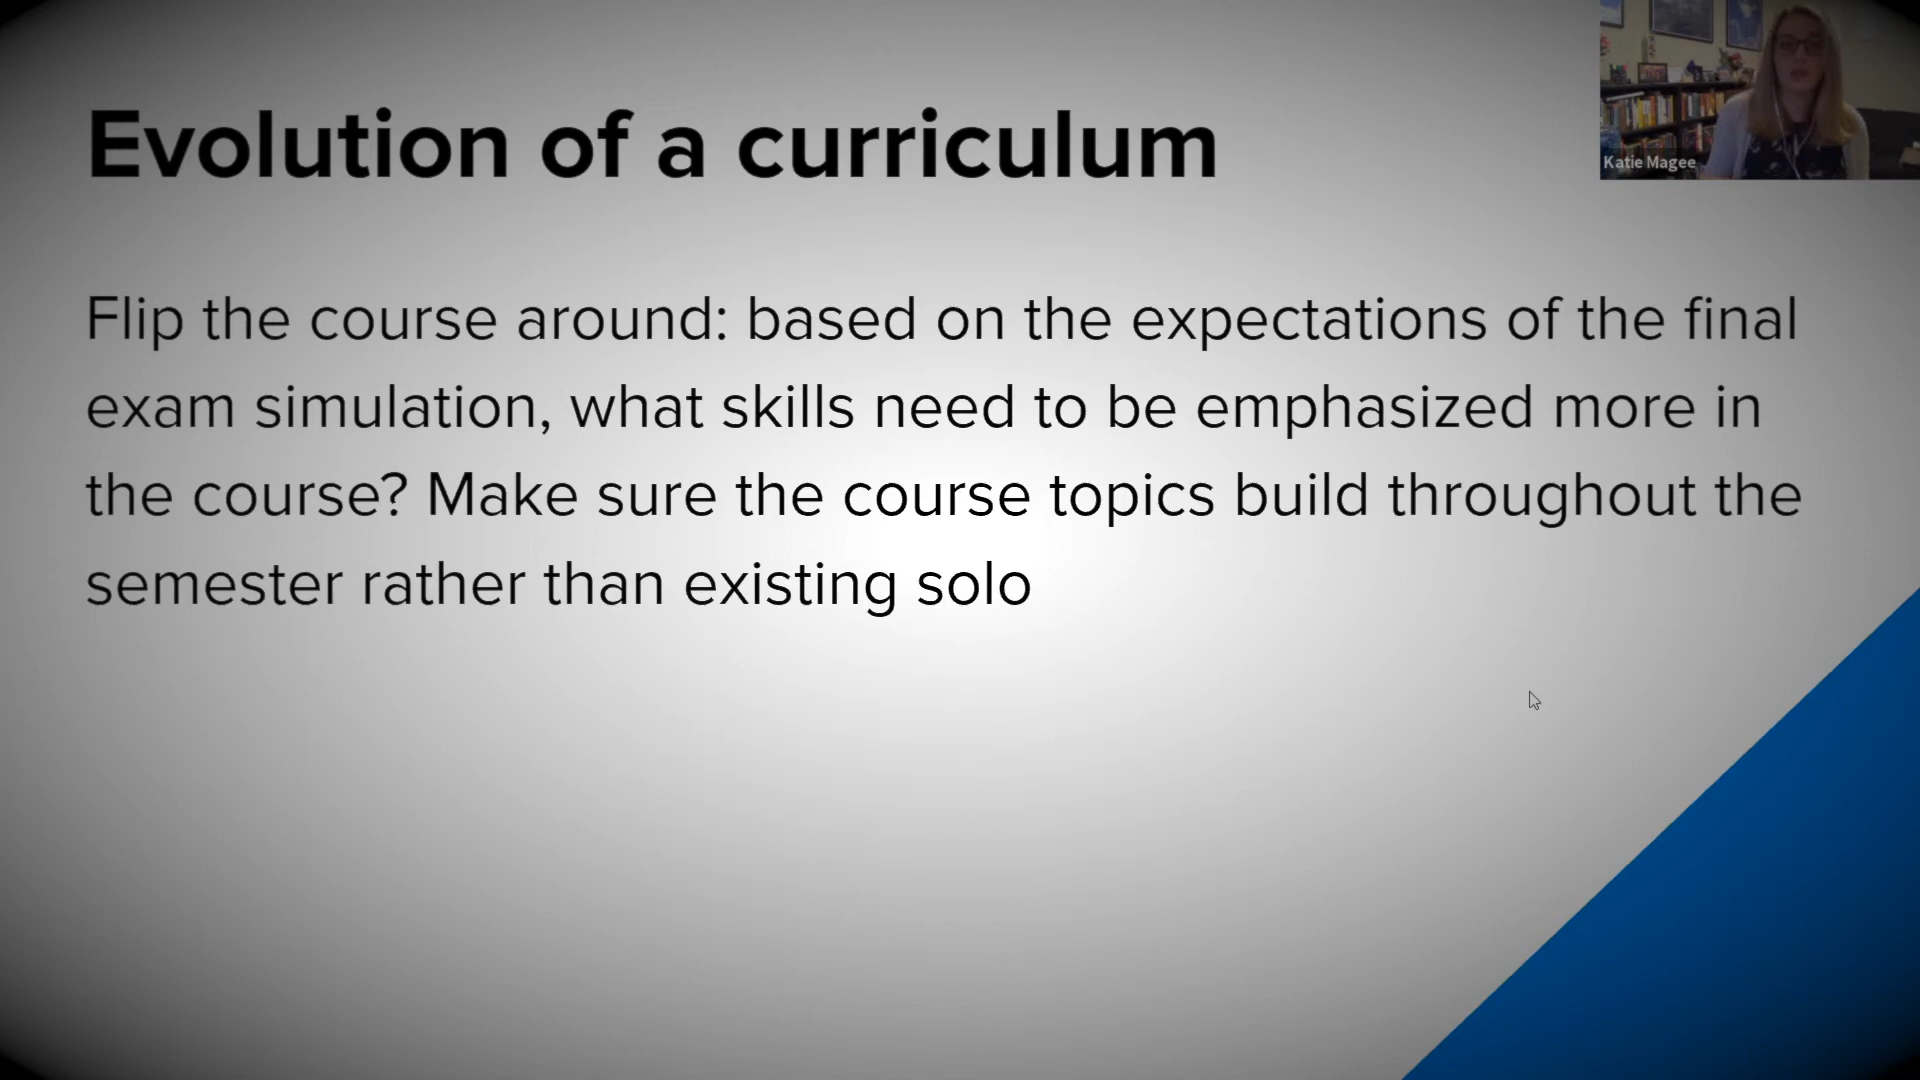 Evolution of a curriculum
Katie Magee
Flip the course around: based on the expectations of the final
exam simulation, what skills need to be emphasized more in
the course? Make sure the course topics build throughout the
semester rather than existing solo